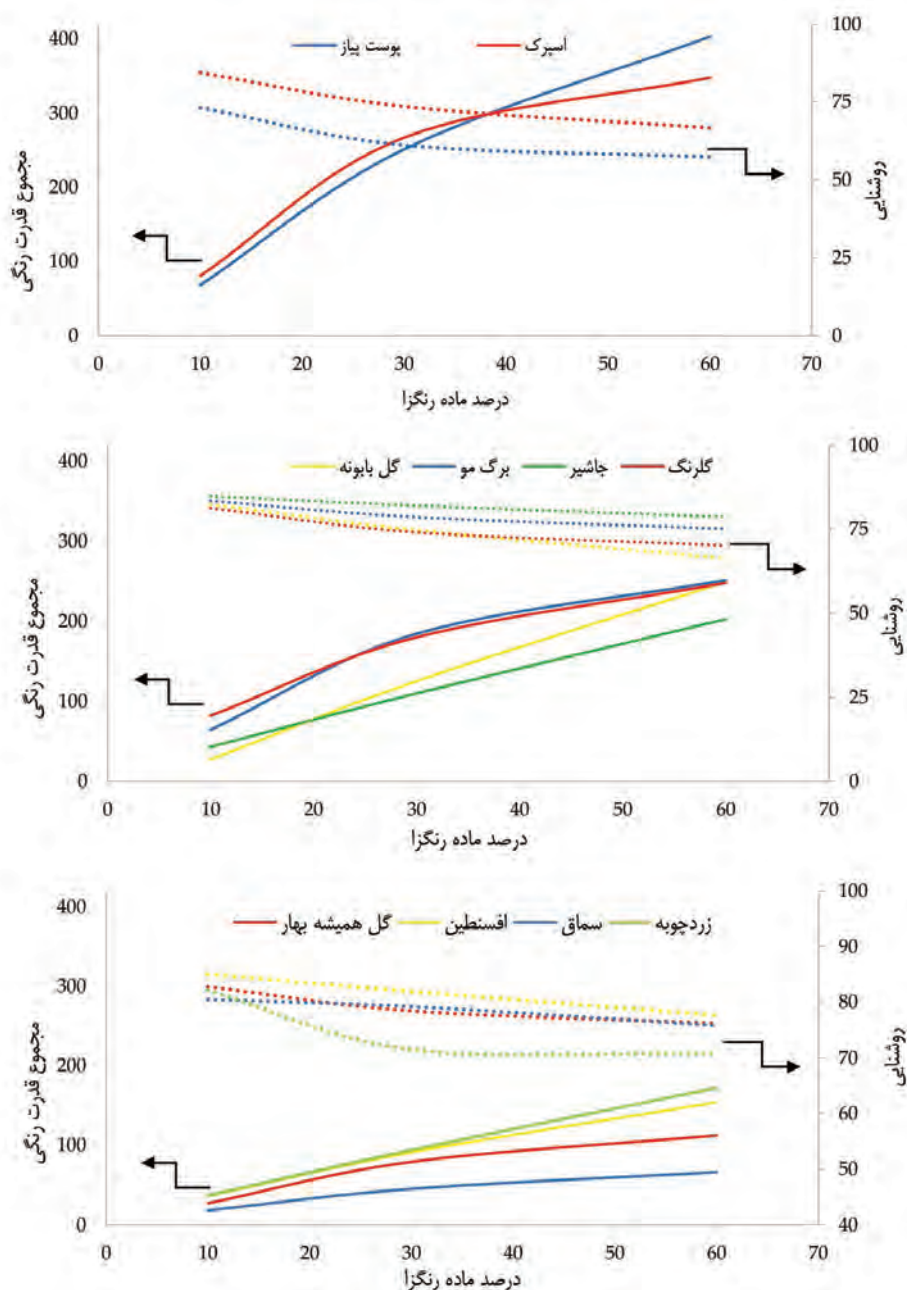 پوست پیاز اسپرک
مجموع قدرت رنگی
400
300
200
100
0
روشنایی
100
75
50
25
0
0 10 20 30 40 50 60 70
درصد ماده رنگزا
گل بابونه برگ مو جاشیر گلرنگ
مجموع قدرت رنگی
400
300
200
100
0
روشنایی
100
75
50
25
0
0 10 20 30 40 50 60 70
درصد ماده رنگزا
گل همیشه بهار افسنطین سماق زردچوبه
مجموع قدرت رنگی
400
300
200
100
0
روشنایی
100
90
80
70
60
50
40
0 10 20 30 40 50 60 70
درصد ماده رنگزا